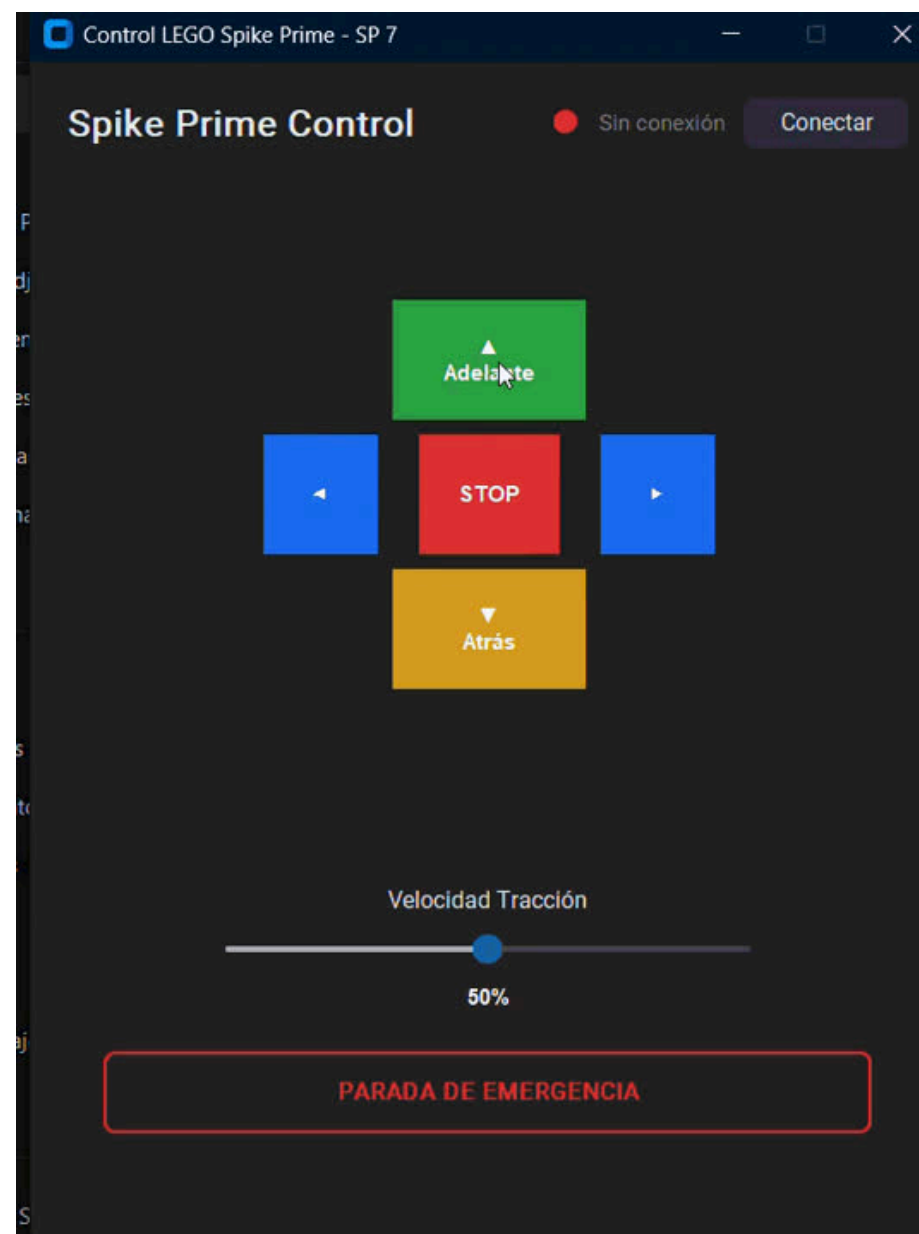 Control LEGO Spike Prime - SP 7
Spike Prime Control
Sin conexión
Conectar
▲
Adelante
◄
STOP
►
▼
Atrás
Velocidad Tracción
50%
PARADA DE EMERGENCIA